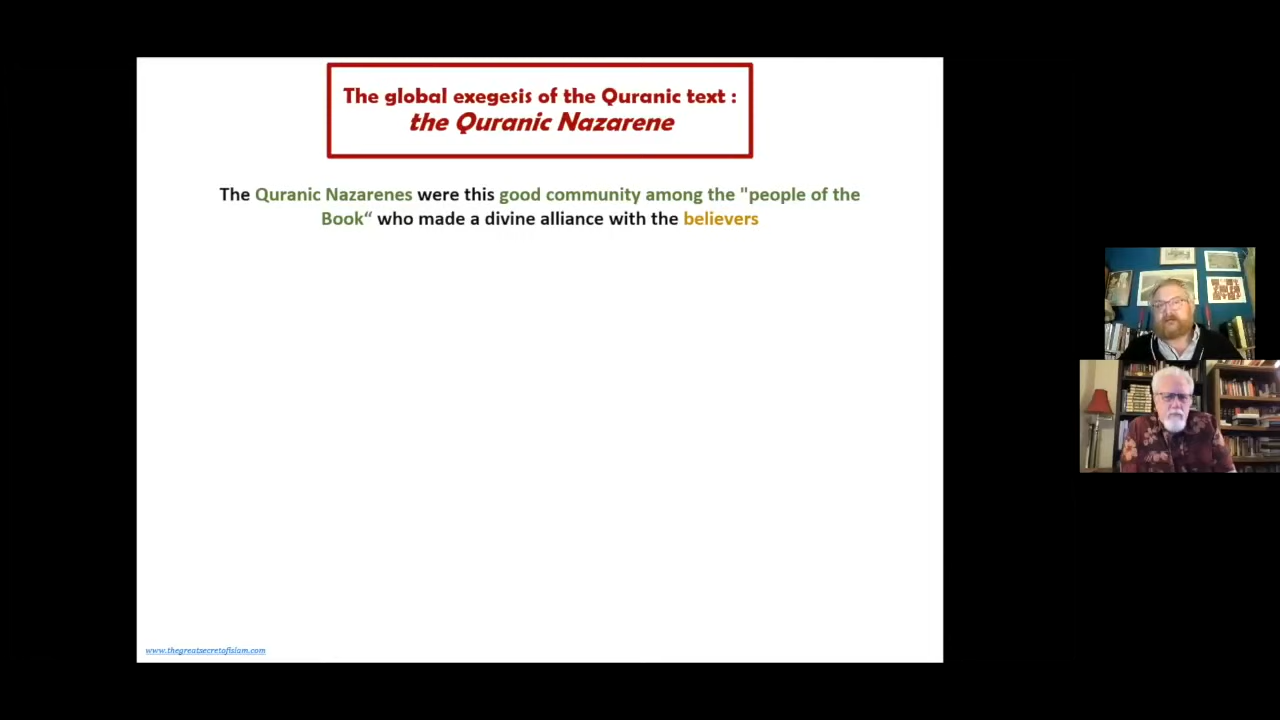 The global exegesis of the Quranic text :
the Quranic Nazarene
The Quranic Nazarenes were this good community among the "people of the
Book“ who made a divine alliance with the believers
www.thegreatsecretofislam.com